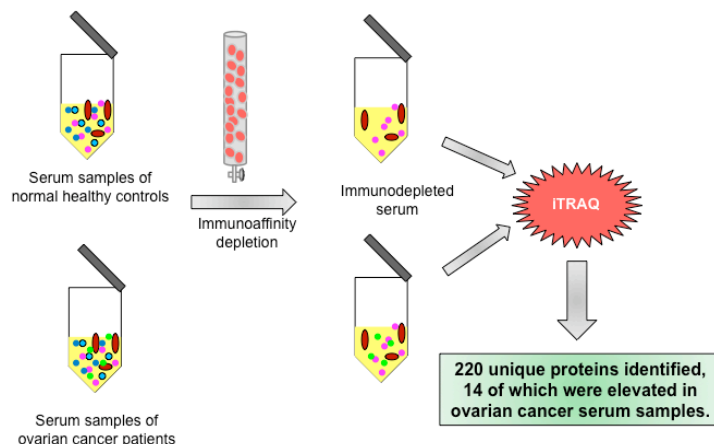 Serum samples of
normal healthy controls
Immunoaffinity
depletion
Immunodepleted
serum
iTRAQ
Serum samples of
ovarian cancer patients
220 unique proteins identified,
14 of which were elevated in
ovarian cancer serum samples.